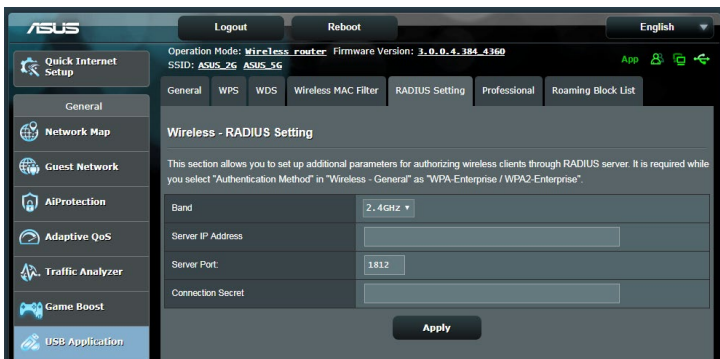 ASUS
Logout
Reboot
English
Operation Mode: Wireless router Firmware Version: 3.0.0.4.384_4360
SSID: ASUS_2G ASUS_5G
App
Quick Internet
Setup
General
Network Map
Guest Network
AiProtection
Adaptive QoS
Traffic Analyzer
Game Boost
USB Application
General WPS WDS Wireless MAC Filter RADIUS Setting Professional Roaming Block List
Wireless - RADIUS Setting
This section allows you to set up additional parameters for authorizing wireless clients through RADIUS server. It is required while
you select "Authentication Method" in "Wireless - General" as "WPA-Enterprise / WPA2-Enterprise".
Band 2.4GHz
Server IP Address
Server Port: 1812
Connection Secret
Apply